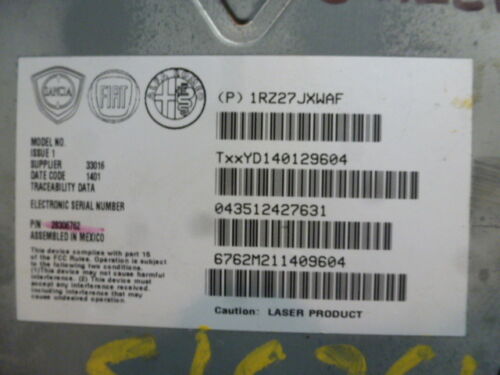 LANCIA
FIAT
ALFA ROMEO
(P) 1RZ27JXWAF
MODEL NO.
ISSUE 1
SUPPLIER 33016
DATE CODE 1401
TRACEABILITY DATA
TxxYD140129604
ELECTRONIC SERIAL NUMBER
043512427631
P/N 28306762
ASSEMBLED IN MEXICO
6762M211409604
This device complies with part 15
of the FCC Rules. Operation is subject
to the following two conditions.
(1)This device may not cause harmful
interference. (2) This device must
accept any interference received,
including interference that may
cause undesired operation.
Caution: LASER PRODUCT